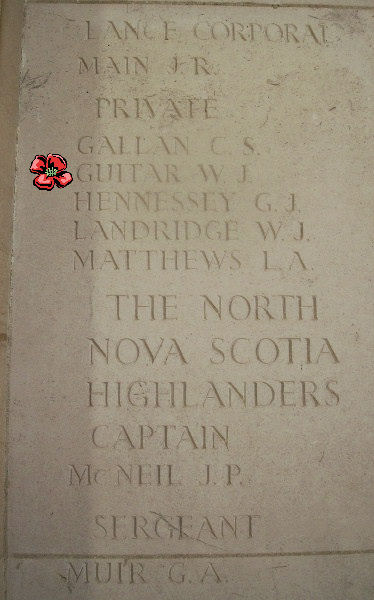 LANCE CORPORAL
MAIN J.R.
PRIVATE
GALLAN C.S.
GUITAR W.J.
HENNESSEY G.J.
LANDRIDGE W.J.
MATTHEWS L.A.
THE NORTH
NOVA SCOTIA
HIGHLANDERS
CAPTAIN
McNEIL J.P.
SERGEANT
MUIR G.A.